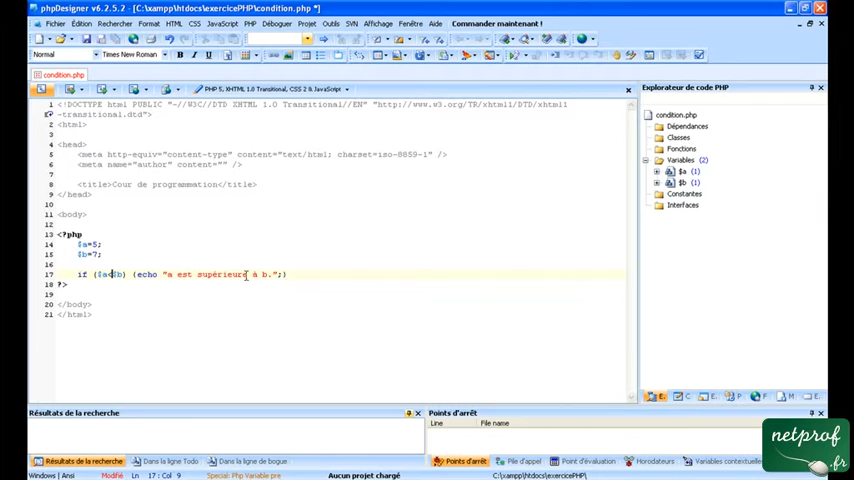 phpDesigner v6.2.5.2 - [C:\xampp\htdocs\exercicePHP\condition.php *]
Fichier Édition Rechercher Format HTML CSS JavaScript PHP Déboguer Projet Outils SVN Affichage Fenêtre Aide Commander maintenant !
Normal Times New Roman B I U
condition.php
PHP 5, XHTML 1.0 Transitional, CSS 2 & JavaScript
Explorateur de code PHP
1 <!DOCTYPE html PUBLIC "-//W3C//DTD XHTML 1.0 Transitional//EN" "http://www.w3.org/TR/xhtml1/DTD/xhtml1
-transitional.dtd">
2 <html>
3
4 <head>
5 <meta http-equiv="content-type" content="text/html; charset=iso-8859-1" />
6 <meta name="author" content="" />
7
8 <title>Cour de programmation</title>
9 </head>
10
11 <body>
12
13 <?php
14 $a=5;
15 $b=7;
16
17 if ($a<$b) {echo "a est supérieure à b.";}
18 ?>
19
20 </body>
21 </html>
condition.php
Dépendances
Classes
Fonctions
Variables (2)
$a (1)
$b (1)
Constantes
Interfaces
Résultats de la recherche
Points d'arrêt
Line File name
Résultats de la recherche Dans la ligne Todo Dans la ligne de bogue
Points d'arrêt Pile d'appel Point d'évaluation Horodateurs Variables contextuelles
Windows | Ansi Modifié Ln : 17 Col : 9 Special: Php Variable pre- Aucun projet chargé C:\xampp\htdocs\exercicePHP\
netprof
.fr